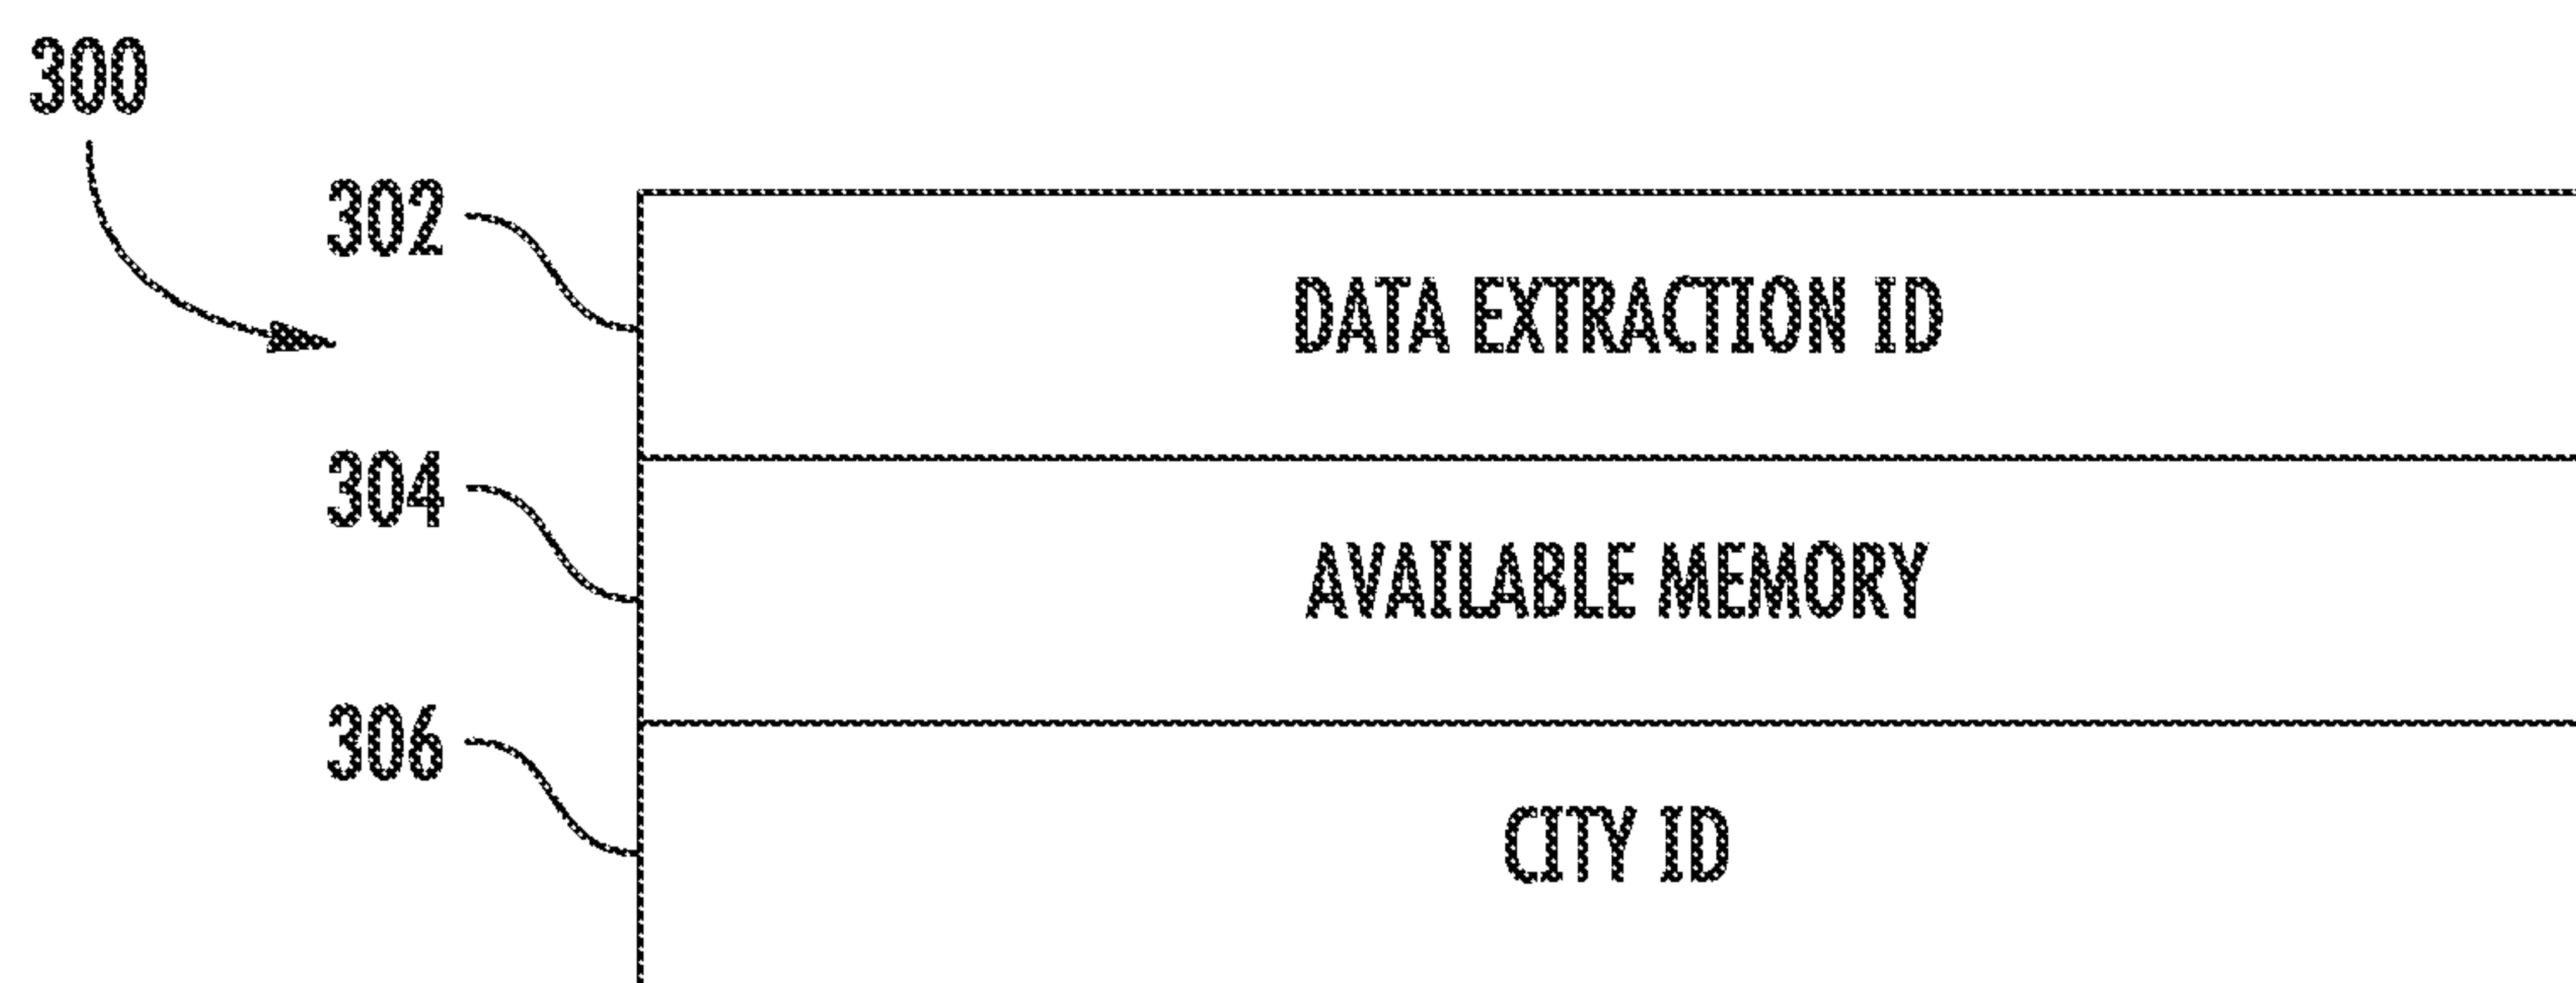 300
302
DATA EXTRACTION ID
304
AVAILABLE MEMORY
306
CITY ID